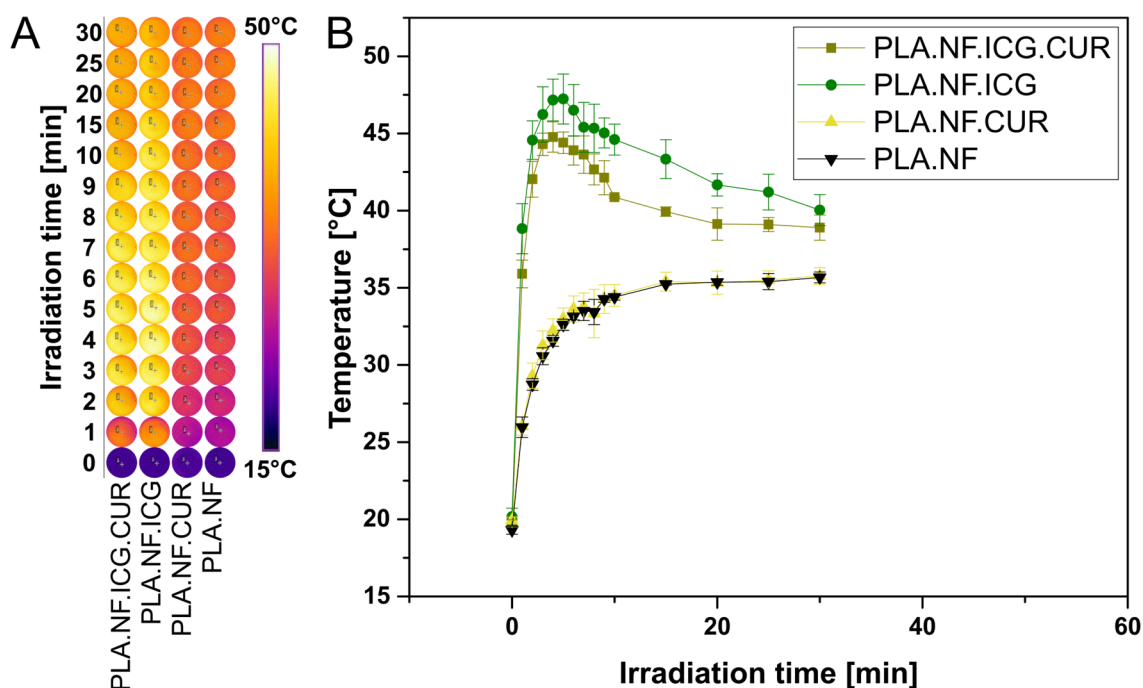 A
Irradiation time [min]
30
25
20
15
10
9
8
7
6
5
4
3
2
1
0
50°C
15°C
PLA.NF.ICG.CUR
PLA.NF.ICG
PLA.NF.CUR
PLA.NF
B
Temperature [°C]
50
45
40
35
30
25
20
15
0
20
40
60
Irradiation time [min]
PLA.NF.ICG.CUR
PLA.NF.ICG
PLA.NF.CUR
PLA.NF